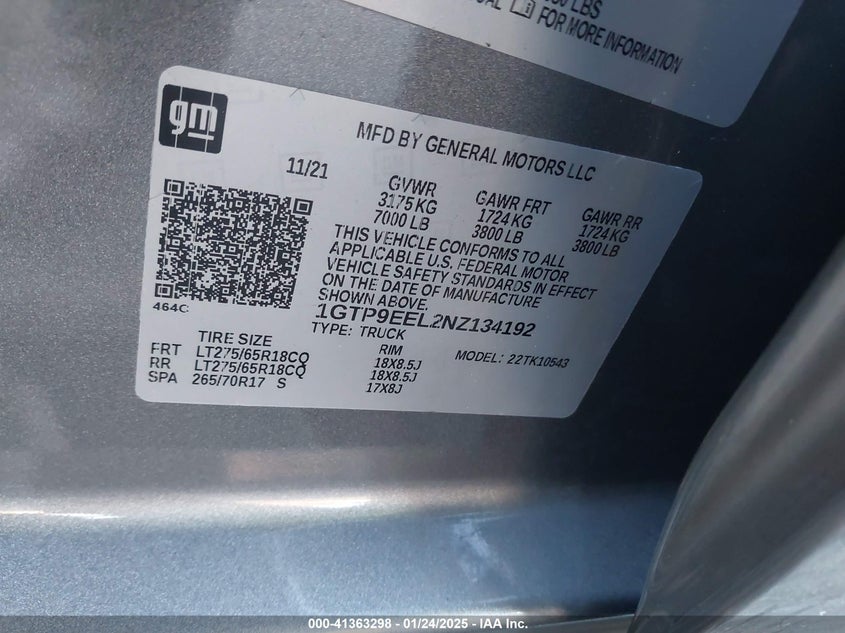 LBS
FOR MORE INFORMATION
gm
MFD BY GENERAL MOTORS LLC
11/21
GVWR
3175 KG
7000 LB
GAWR FRT
1724 KG
3800 LB
GAWR RR
1724 KG
3800 LB
THIS VEHICLE CONFORMS TO ALL
APPLICABLE U.S. FEDERAL MOTOR
VEHICLE SAFETY STANDARDS IN EFFECT
ON THE DATE OF MANUFACTURE
SHOWN ABOVE.
464C
1GTP9EEL2NZ134192
TYPE: TRUCK
MODEL: 22TK10543
TIRE SIZE RIM
FRT LT275/65R18CQ 18X8.5J
RR LT275/65R18CQ 18X8.5J
SPA 265/70R17 S 17X8J
000-41363298 - 01/24/2025 - IAA Inc.